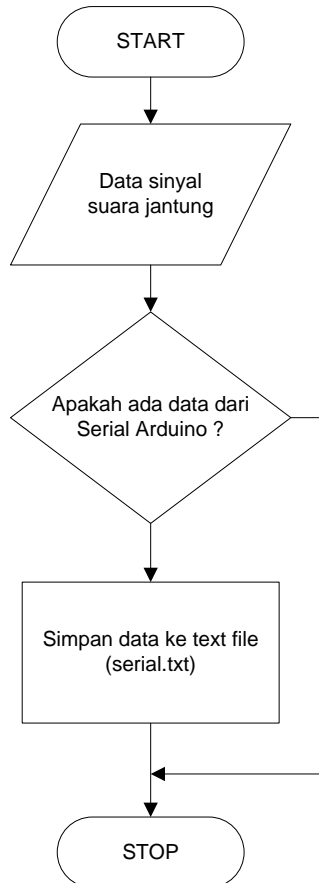 START
Data sinyal
suara jantung
Apakah ada data dari
Serial Arduino ?
Simpan data ke text file
(serial.txt)
STOP